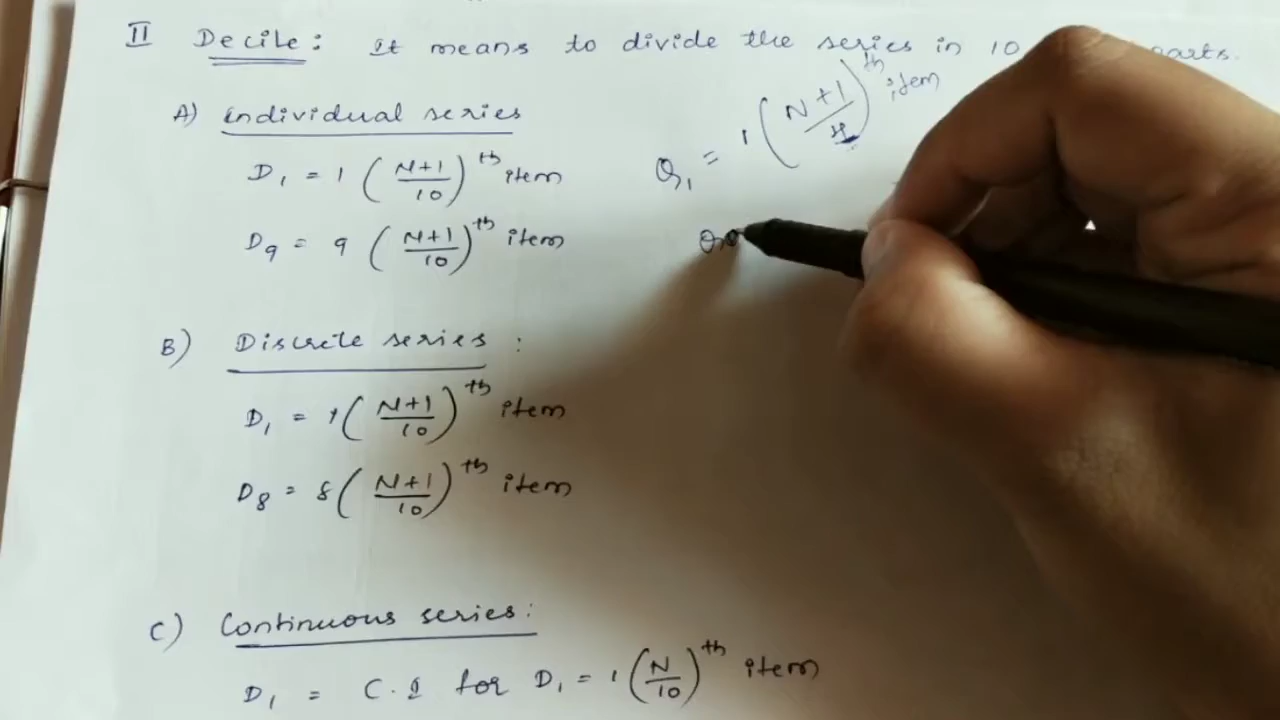 II Decile: It means to divide the series in 10 parts.
A) individual series
D₁ = 1 (N+1/10)th item
Q₁ = 1 (N+1/4)th item
D₉ = 9 (N+1/10)th item
B) Discrete series :
D₁ = 1 (N+1/10)th item
D₈ = 8 (N+1/10)th item
C) Continuous series:
D₁ = C.I for D₁ = 1 (N/10)th item